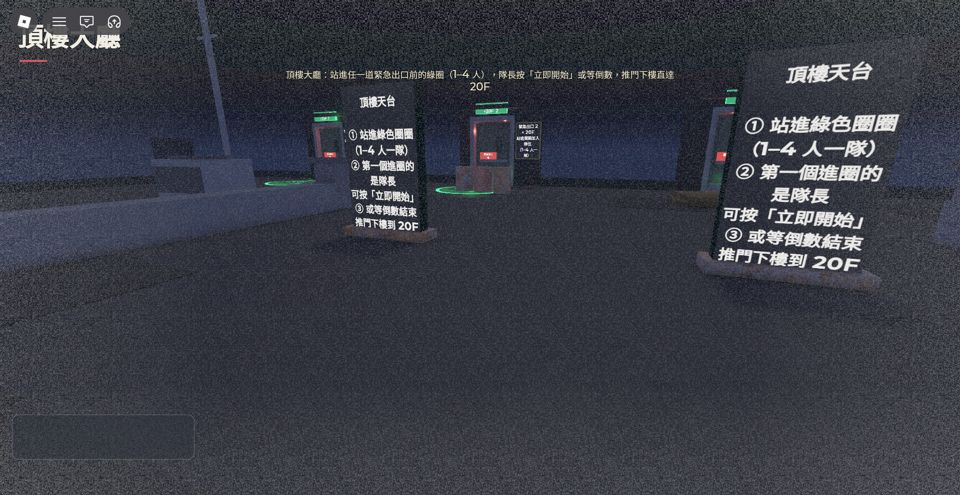 頂樓大廳
頂樓大廳：站進任一道緊急出口前的綠圈（1–4 人），隊長按「立即開始」或等倒數，推門下樓直達
20F
頂樓天台
① 站進綠色圈圈
（1–4 人一隊）
② 第一個進圈的
是隊長
可按「立即開始」
③ 或等倒數結束
推門下樓到 20F
緊急出口 2
頂樓天台
① 站進綠色圈圈
（1–4 人一隊）
② 第一個進圈的
是隊長
可按「立即開始」
③ 或等倒數結束
推門下樓到 20F